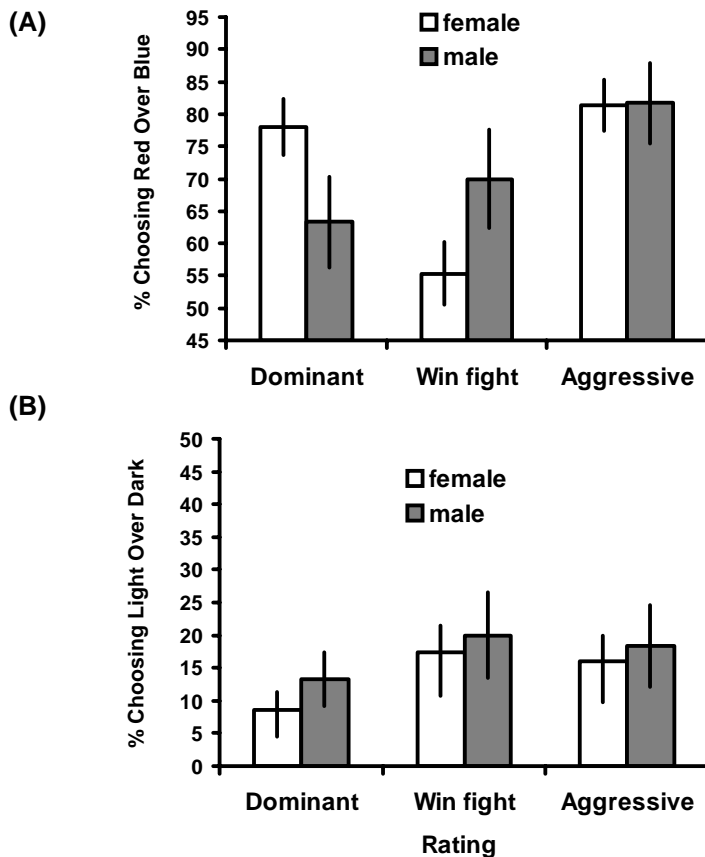 (A)
% Choosing Red Over Blue
95
90
85
80
75
70
65
60
55
50
45
female
male
Dominant Win fight Aggressive
(B)
% Choosing Light Over Dark
50
45
40
35
30
25
20
15
10
5
0
female
male
Dominant Win fight Aggressive
Rating